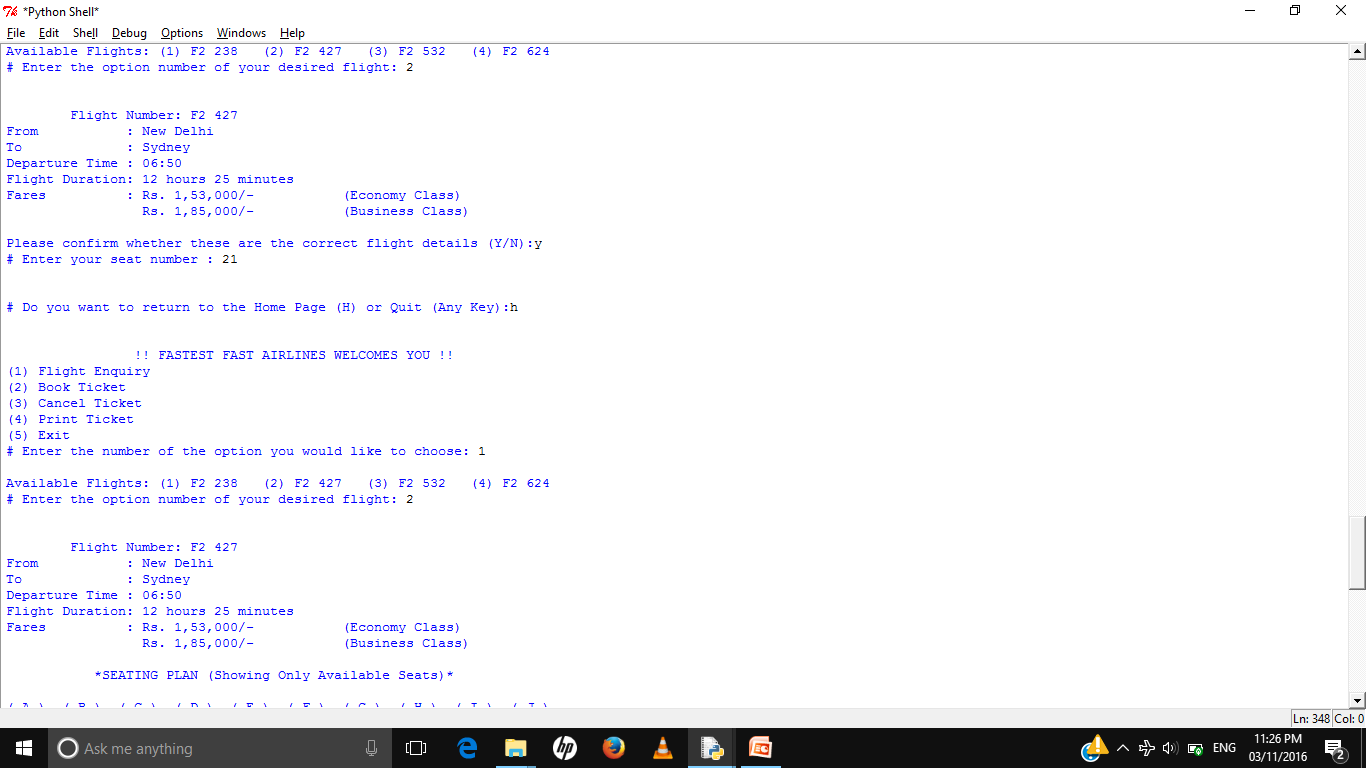 *Python Shell*
File Edit Shell Debug Options Windows Help
Available Flights: (1) F2 238 (2) F2 427 (3) F2 532 (4) F2 624
# Enter the option number of your desired flight: 2
Flight Number: F2 427
From : New Delhi
To : Sydney
Departure Time : 06:50
Flight Duration: 12 hours 25 minutes
Fares : Rs. 1,53,000/- (Economy Class)
Rs. 1,85,000/- (Business Class)
Please confirm whether these are the correct flight details (Y/N):y
# Enter your seat number : 21
# Do you want to return to the Home Page (H) or Quit (Any Key):h
!! FASTEST FAST AIRLINES WELCOMES YOU !!
(1) Flight Enquiry
(2) Book Ticket
(3) Cancel Ticket
(4) Print Ticket
(5) Exit
# Enter the number of the option you would like to choose: 1
Available Flights: (1) F2 238 (2) F2 427 (3) F2 532 (4) F2 624
# Enter the option number of your desired flight: 2
Flight Number: F2 427
From : New Delhi
To : Sydney
Departure Time : 06:50
Flight Duration: 12 hours 25 minutes
Fares : Rs. 1,53,000/- (Economy Class)
Rs. 1,85,000/- (Business Class)
*SEATING PLAN (Showing Only Available Seats)*
( A ) ( B ) ( C ) ( D ) ( E ) ( F ) ( G ) ( H ) ( I ) ( J )
Ln: 348 Col: 0
Ask me anything
hp
ENG
11:26 PM
03/11/2016
2